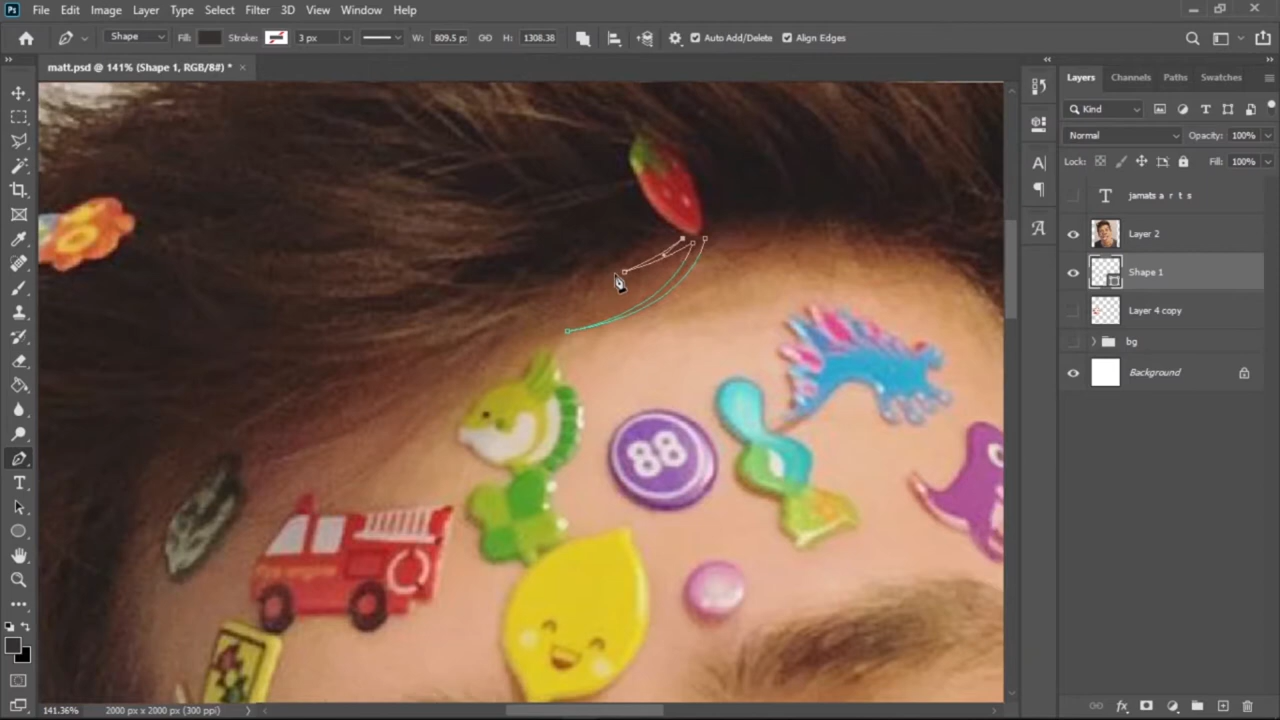 Ps File Edit Image Layer Type Select Filter 3D View Window Help
Shape Fill: Stroke: 3 px W: 809.5 p: H: 1308.38 Auto Add/Delete Align Edges
matt.psd @ 141% (Shape 1, RGB/8#) *
Layers Channels Paths Swatches
Kind
Normal Opacity: 100%
Lock: Fill: 100%
jamats a r t s
Layer 2
Shape 1
Layer 4 copy
bg
Background
88
141.36% 2000 px x 2000 px (300 ppi)